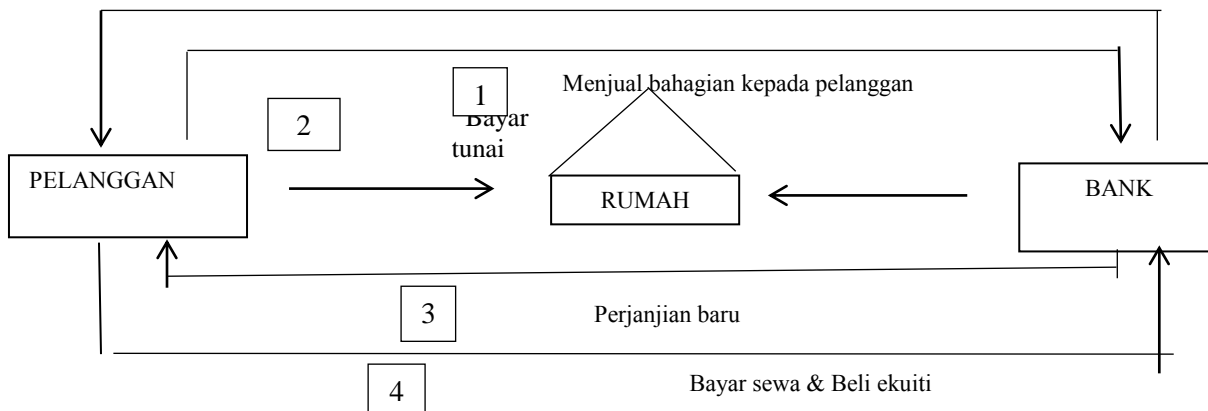 Menjual bahagian kepada pelanggan
1
2
Bayar
tunai
PELANGGAN
RUMAH
BANK
3
Perjanjian baru
4
Bayar sewa & Beli ekuiti